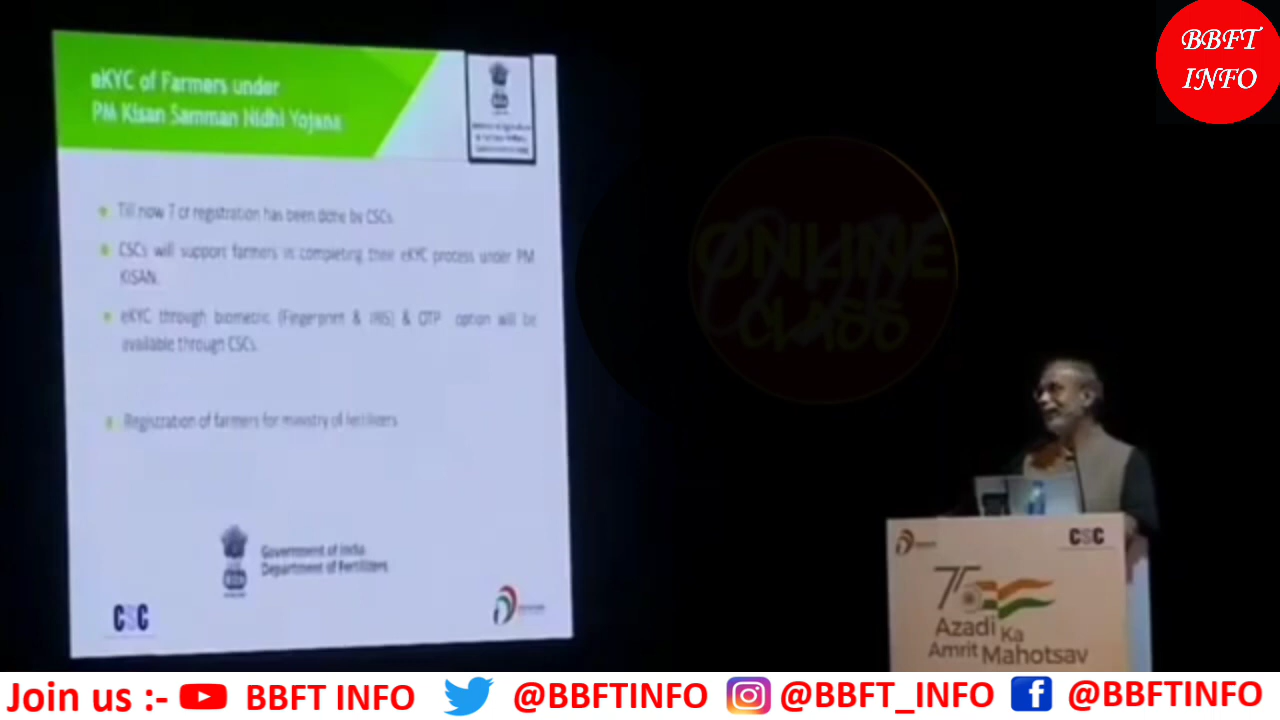 BBFT
INFO
eKYC of Farmers under
PM Kisan Samman Nidhi Yojana
Till now 7 cr registration has been done by CSCs.
CSCs will support farmers in completing their eKYC process under PM
KISAN.
eKYC through biometric (Fingerprint & IRIS) & OTP option will be
available through CSCs.
Registration of farmers for ministry of fertilizers
Government of India
Department of Fertilizers
CSC
ONLINE
CLASS
CSC
75
Azadi Ka
Amrit Mahotsav
Join us :- BBFT INFO @BBFTINFO @BBFT_INFO @BBFTINFO